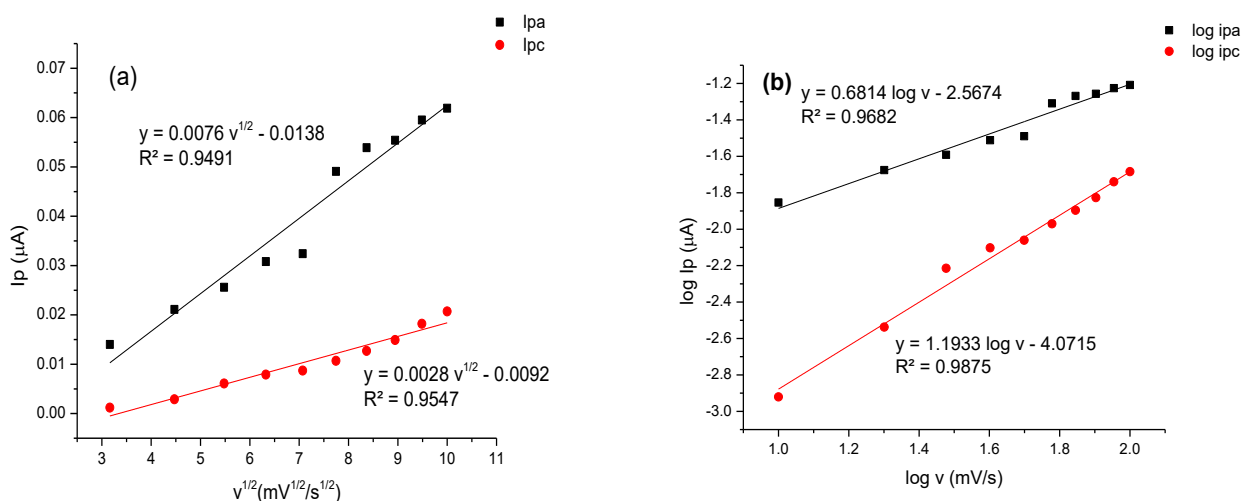 Ipa
Ipc
(a)
0.07
0.06
0.05
0.04
0.03
0.02
0.01
0.00
Ip (μA)
y = 0.0076 v^1/2 - 0.0138
R² = 0.9491
y = 0.0028 v^1/2 - 0.0092
R² = 0.9547
3 4 5 6 7 8 9 10 11
v^1/2(mV^1/2/s^1/2)
log ipa
log ipc
(b)
-1.2
-1.4
-1.6
-1.8
-2.0
-2.2
-2.4
-2.6
-2.8
-3.0
log Ip (μA)
y = 0.6814 log v - 2.5674
R² = 0.9682
y = 1.1933 log v - 4.0715
R² = 0.9875
1.0 1.2 1.4 1.6 1.8 2.0
log v (mV/s)